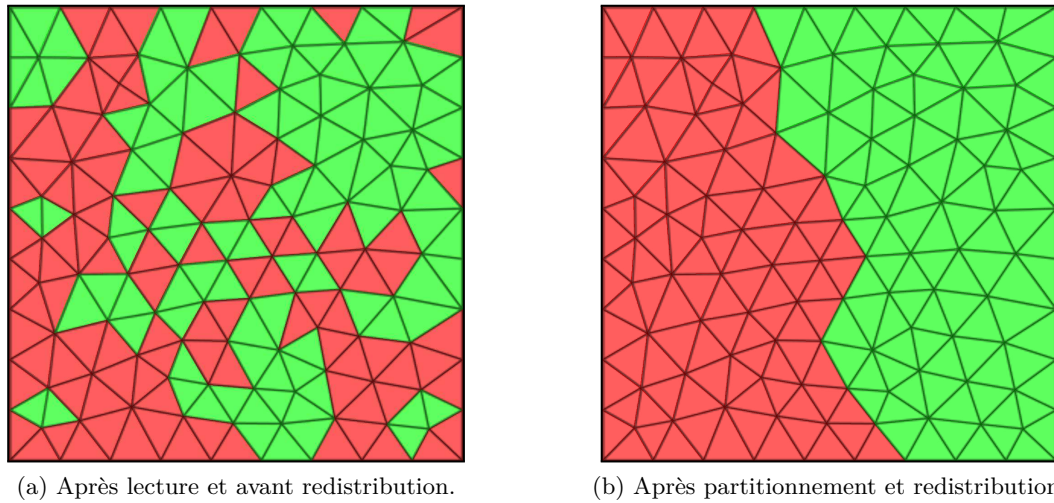 (a) Après lecture et avant redistribution.
(b) Après partitionnement et redistribution